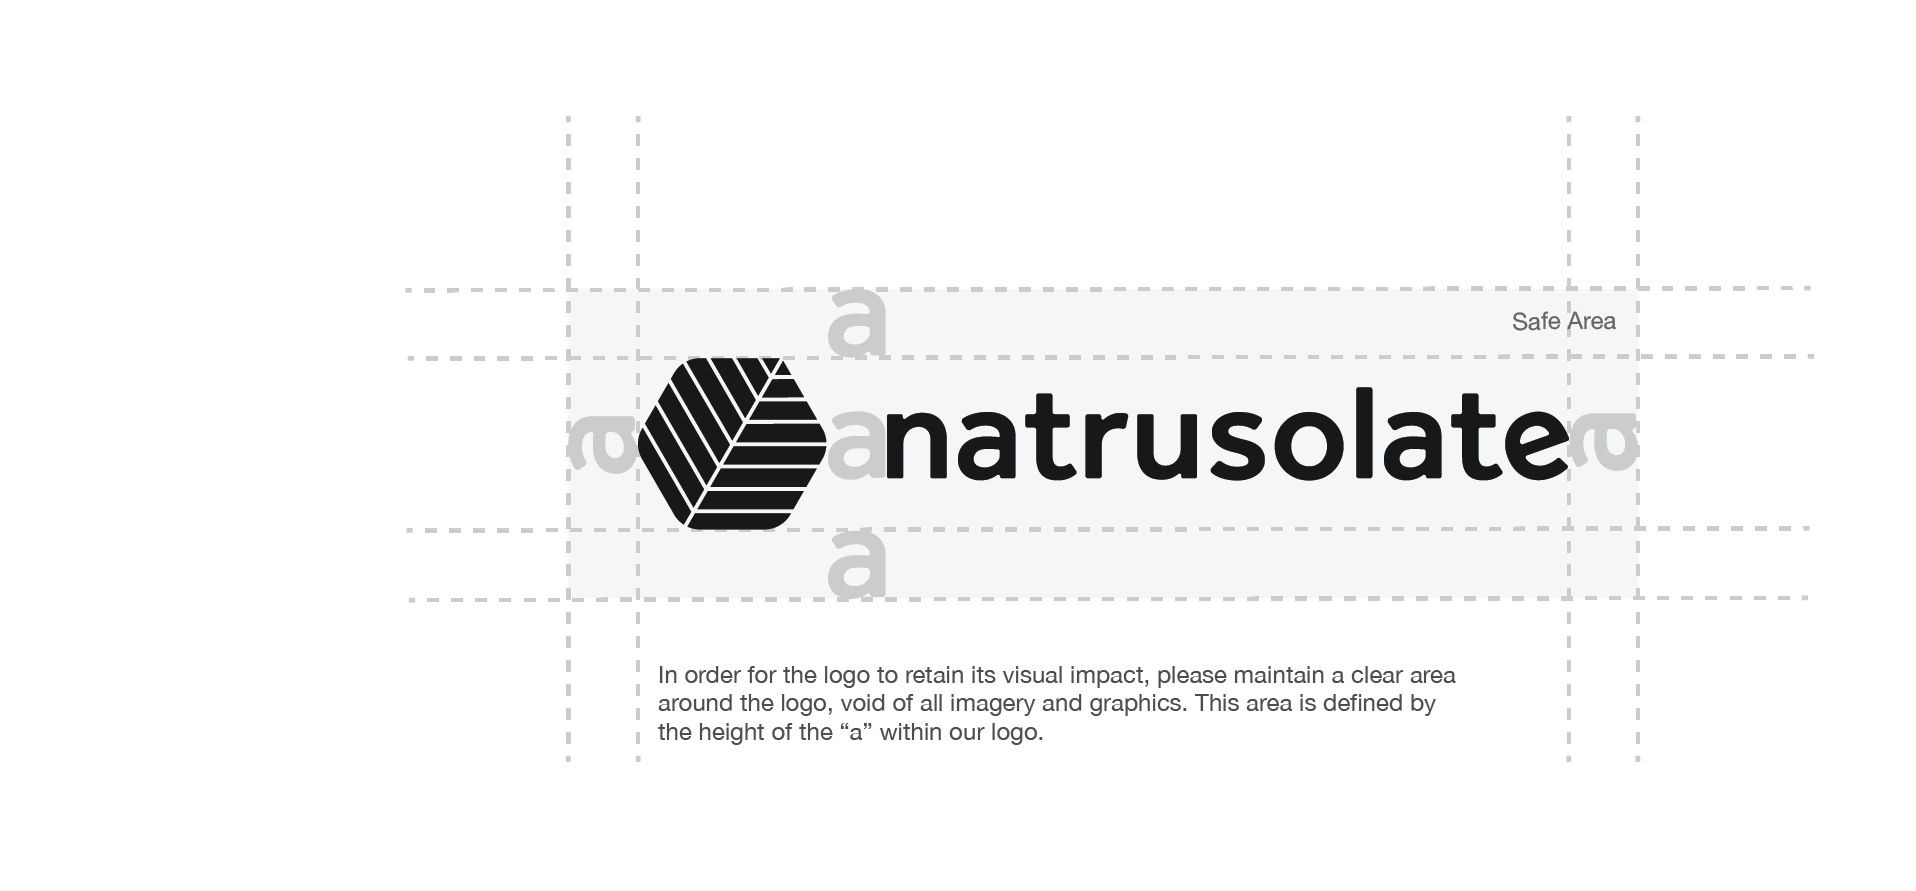 a
Safe Area
a natrusolate a
a
a
In order for the logo to retain its visual impact, please maintain a clear area
around the logo, void of all imagery and graphics. This area is defined by
the height of the “a” within our logo.